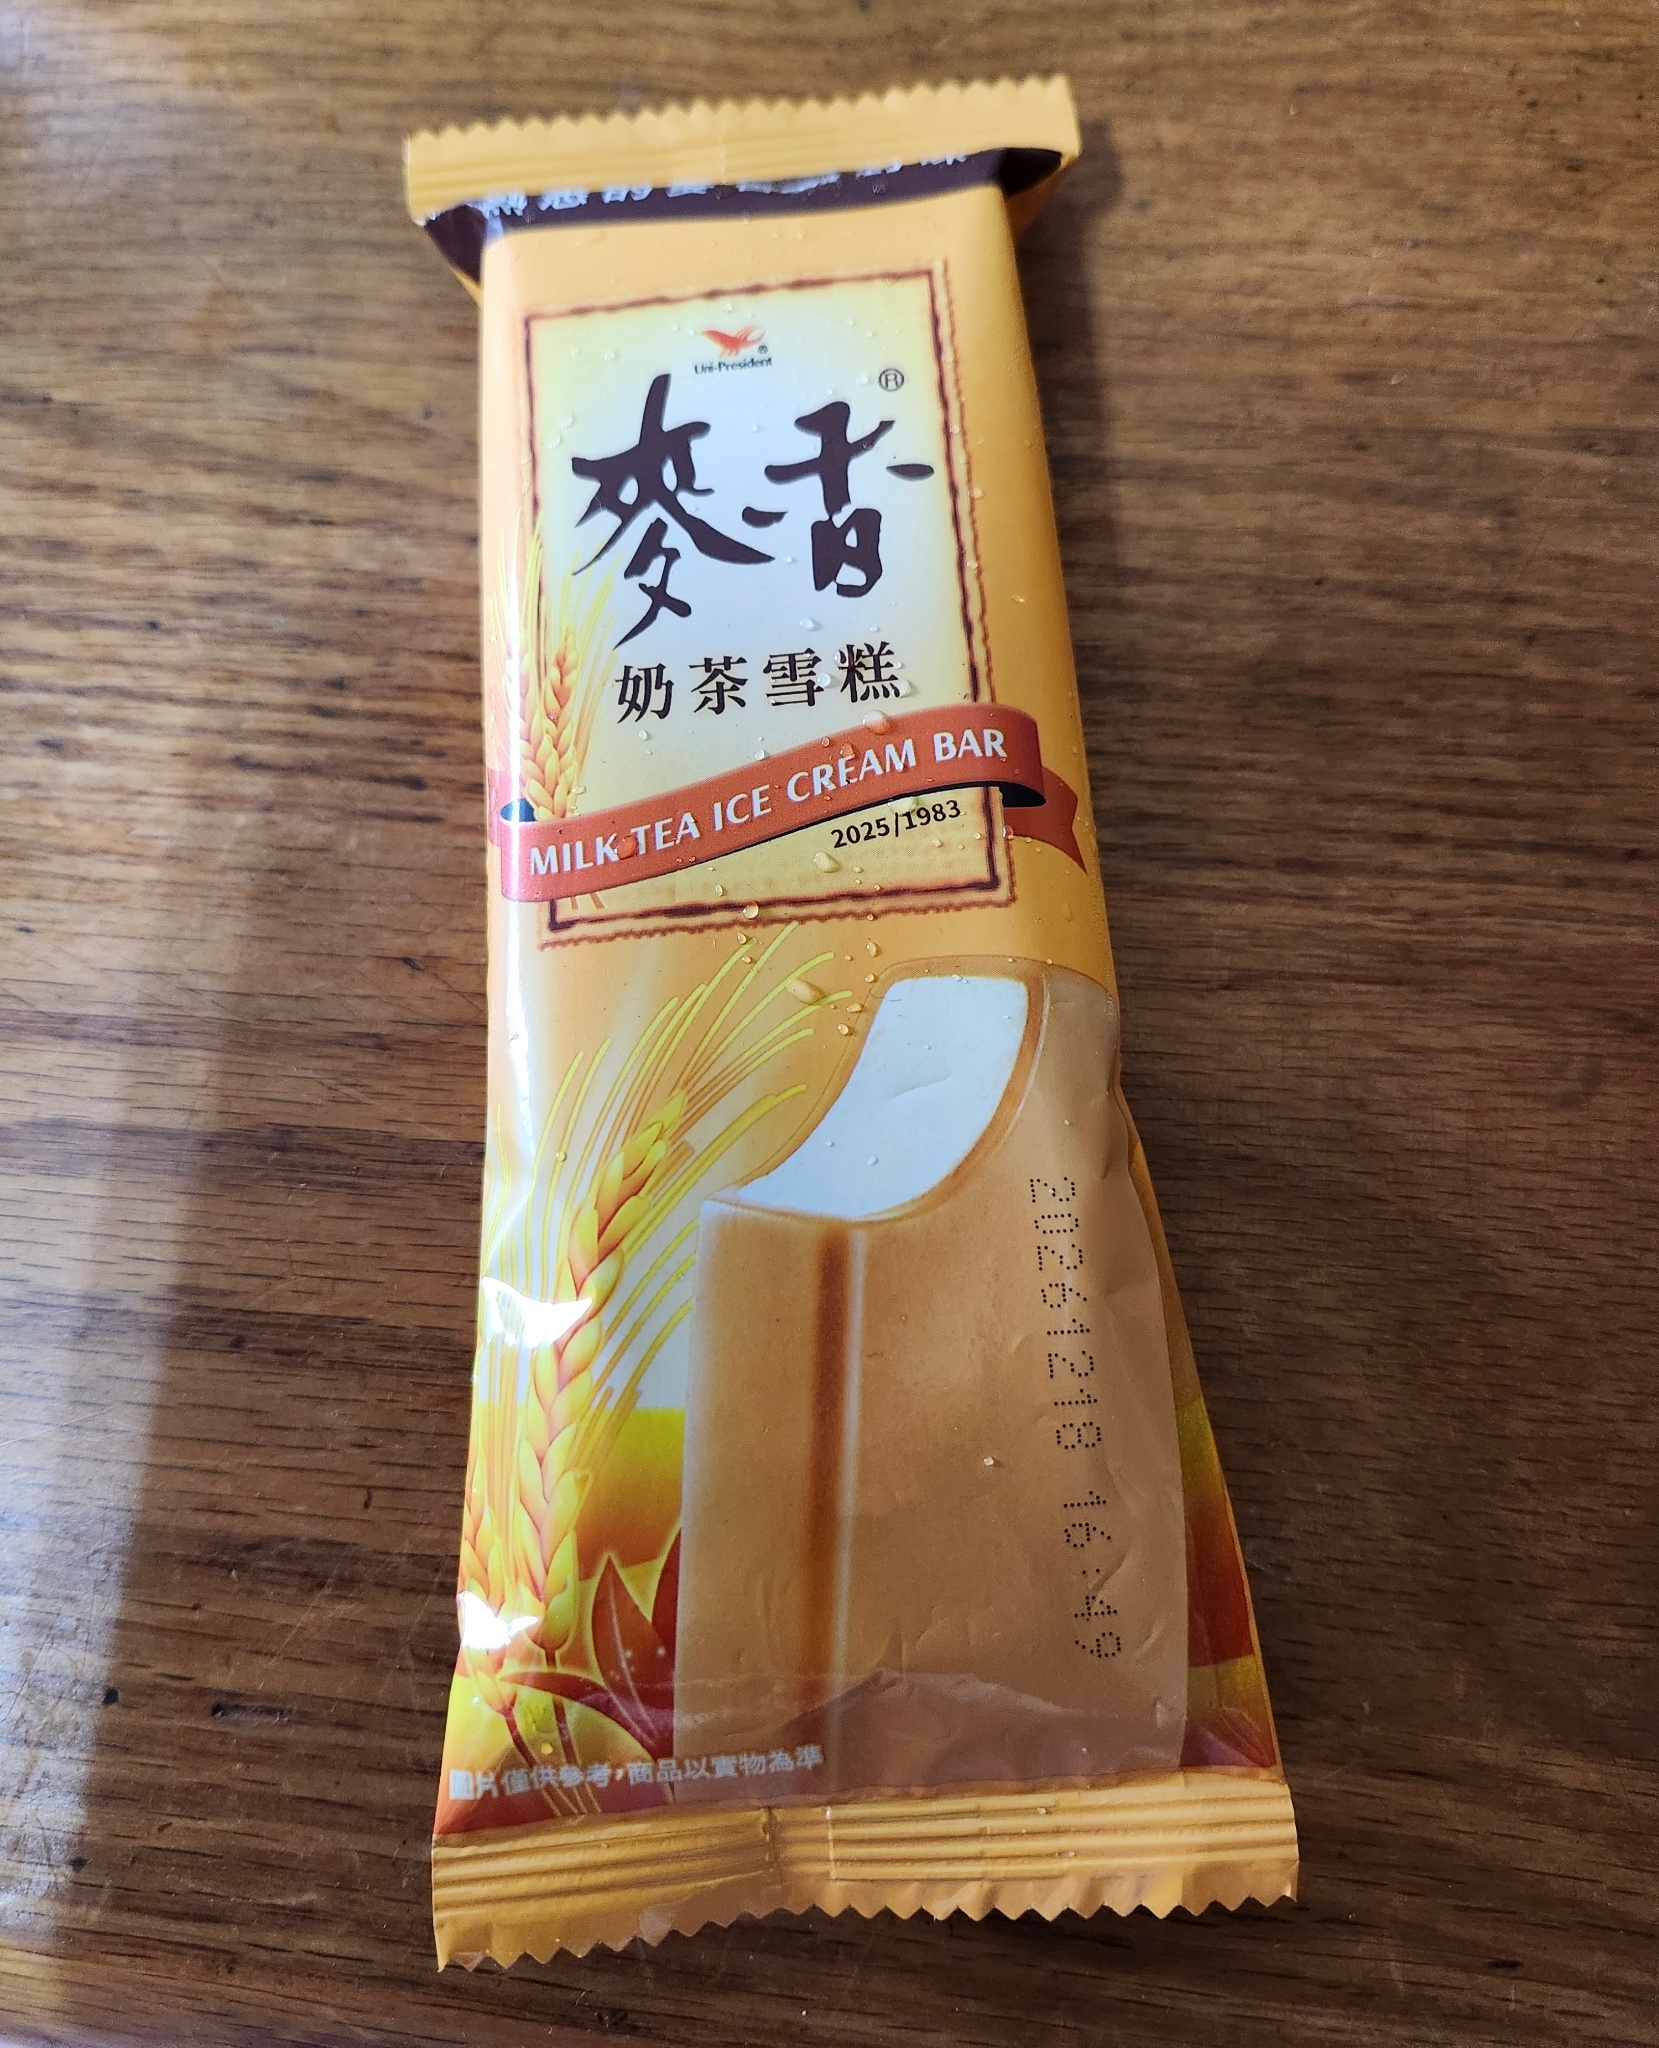 Uni-President®
麥香®
奶茶雪糕
MILK TEA ICE CREAM BAR
2025/1983
20261218 16:49
圖片僅供參考，商品以實物為準